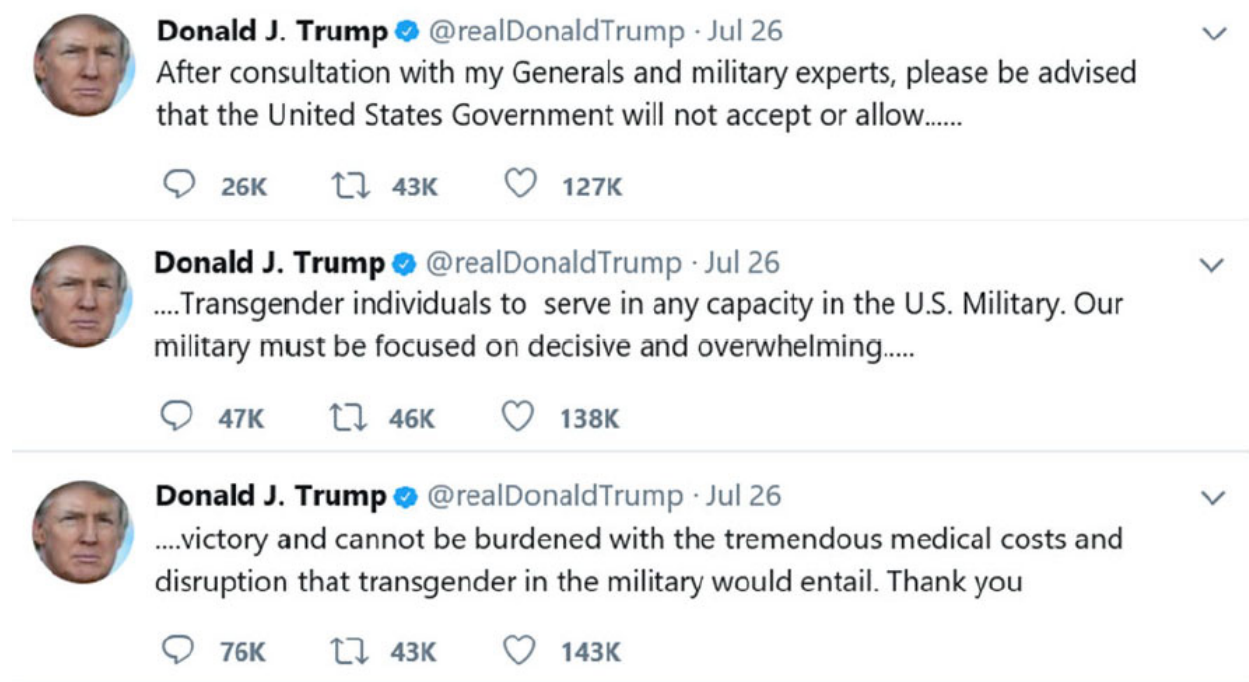 Donald J. Trump @realDonaldTrump · Jul 26
After consultation with my Generals and military experts, please be advised
that the United States Government will not accept or allow......
26K 43K 127K
Donald J. Trump @realDonaldTrump · Jul 26
....Transgender individuals to serve in any capacity in the U.S. Military. Our
military must be focused on decisive and overwhelming.....
47K 46K 138K
Donald J. Trump @realDonaldTrump · Jul 26
....victory and cannot be burdened with the tremendous medical costs and
disruption that transgender in the military would entail. Thank you
76K 43K 143K